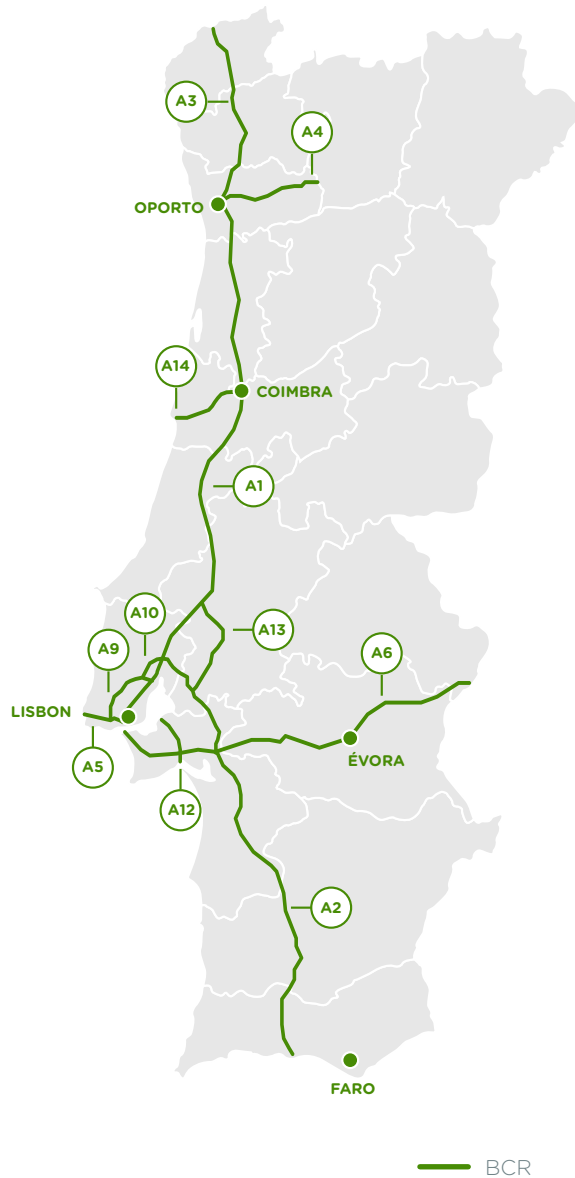 A3
A4
OPORTO
A14
COIMBRA
A1
A10
A13
A9
A6
LISBON
ÉVORA
A5
A12
A2
FARO
BCR